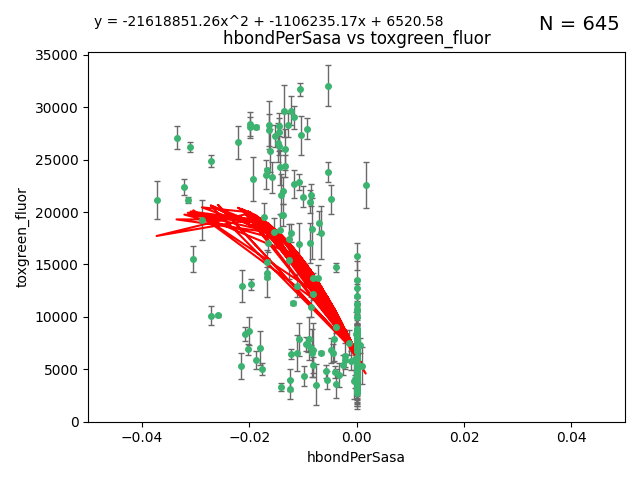 y = -21618851.26x^2 + -1106235.17x + 6520.58
N = 645
hbondPerSasa vs toxgreen_fluor
35000
30000
25000
20000
15000
10000
5000
0
toxgreen_fluor
−0.04
−0.02
0.00
0.02
0.04
hbondPerSasa